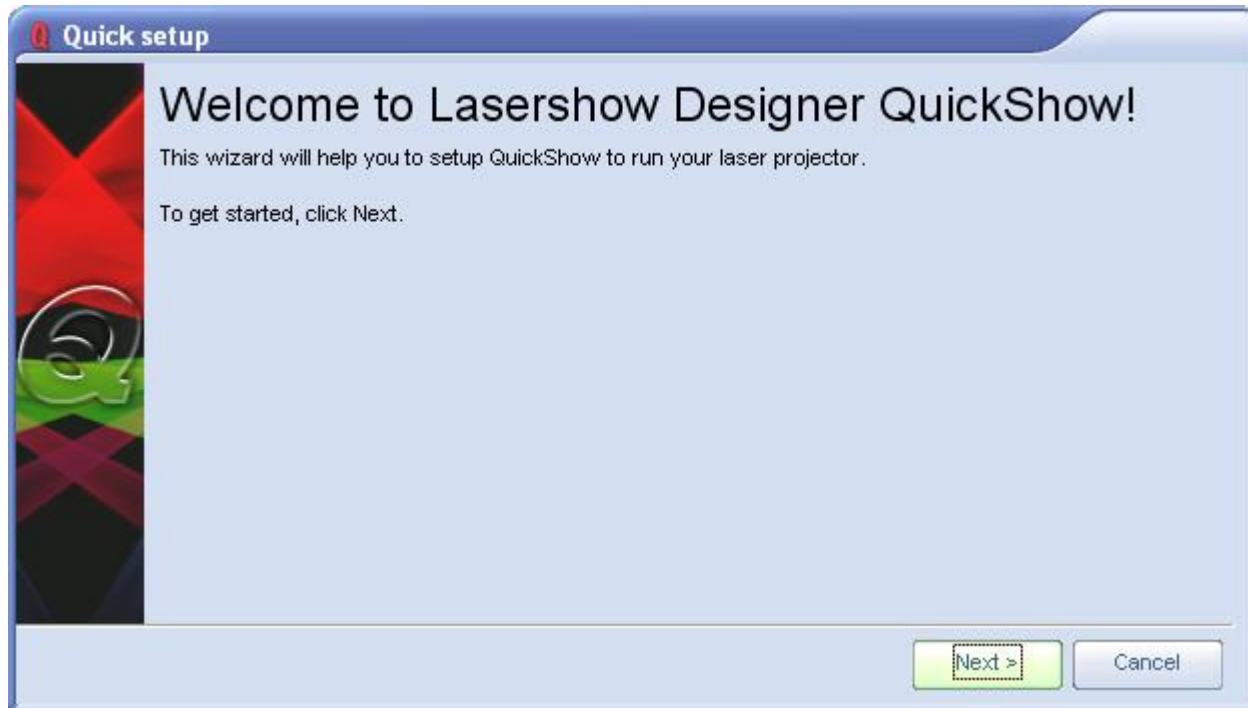 Quick setup
Welcome to Lasershow Designer QuickShow!
This wizard will help you to setup QuickShow to run your laser projector.
To get started, click Next.
Q
Next > Cancel